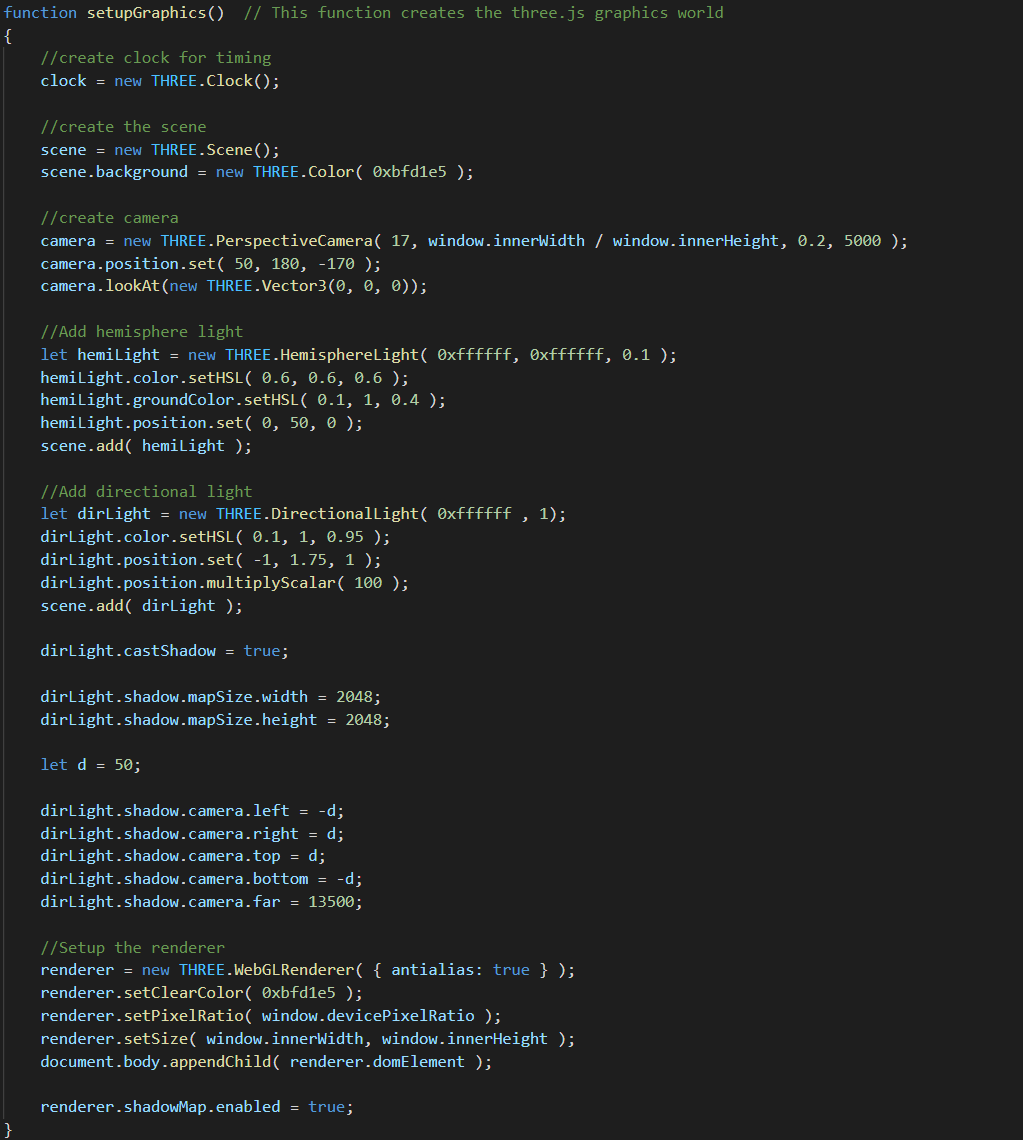 function setupGraphics()  // This function creates the three.js graphics world
{
    //create clock for timing
    clock = new THREE.Clock();

    //create the scene
    scene = new THREE.Scene();
    scene.background = new THREE.Color( 0xbfd1e5 );

    //create camera
    camera = new THREE.PerspectiveCamera( 17, window.innerWidth / window.innerHeight, 0.2, 5000 );
    camera.position.set( 50, 180, -170 );
    camera.lookAt(new THREE.Vector3(0, 0, 0));

    //Add hemisphere light
    let hemiLight = new THREE.HemisphereLight( 0xffffff, 0xffffff, 0.1 );
    hemiLight.color.setHSL( 0.6, 0.6, 0.6 );
    hemiLight.groundColor.setHSL( 0.1, 1, 0.4 );
    hemiLight.position.set( 0, 50, 0 );
    scene.add( hemiLight );

    //Add directional light
    let dirLight = new THREE.DirectionalLight( 0xffffff , 1);
    dirLight.color.setHSL( 0.1, 1, 0.95 );
    dirLight.position.set( -1, 1.75, 1 );
    dirLight.position.multiplyScalar( 100 );
    scene.add( dirLight );

    dirLight.castShadow = true;

    dirLight.shadow.mapSize.width = 2048;
    dirLight.shadow.mapSize.height = 2048;

    let d = 50;

    dirLight.shadow.camera.left = -d;
    dirLight.shadow.camera.right = d;
    dirLight.shadow.camera.top = d;
    dirLight.shadow.camera.bottom = -d;
    dirLight.shadow.camera.far = 13500;

    //Setup the renderer
    renderer = new THREE.WebGLRenderer( { antialias: true } );
    renderer.setClearColor( 0xbfd1e5 );
    renderer.setPixelRatio( window.devicePixelRatio );
    renderer.setSize( window.innerWidth, window.innerHeight );
    document.body.appendChild( renderer.domElement );

    renderer.shadowMap.enabled = true;
}